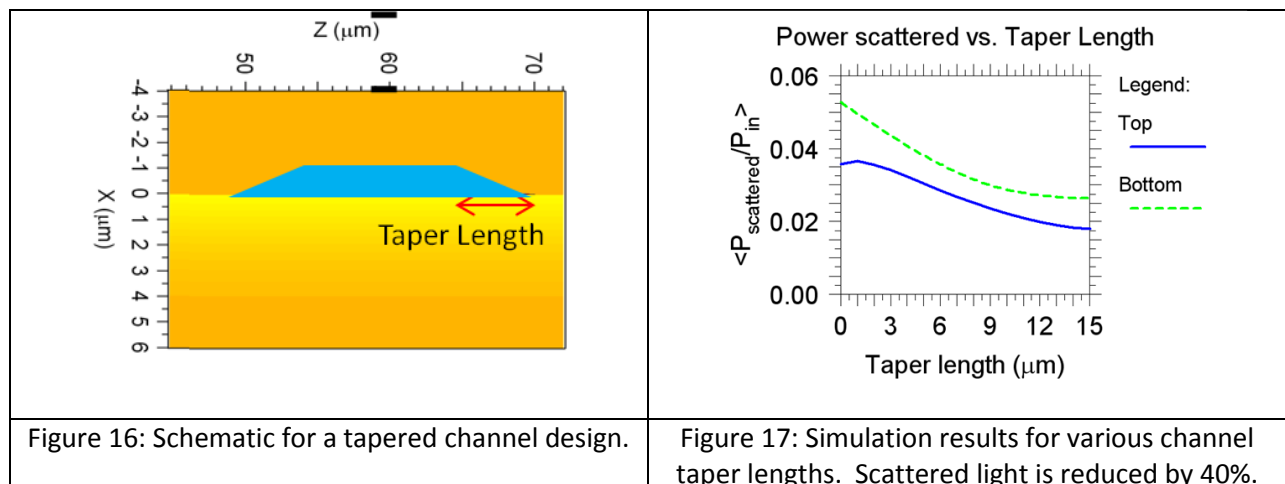 Z (μm)
50
60
70
-4
-3
-2
-1
0
1
2
3
4
5
6
X (μm)
Taper Length
Figure 16: Schematic for a tapered channel design.
Power scattered vs. Taper Length
0.06
0.04
0.02
0.00
<P_scattered/P_in>
0 3 6 9 12 15
Taper length (μm)
Legend:
Top
Bottom
Figure 17: Simulation results for various channel
taper lengths. Scattered light is reduced by 40%.